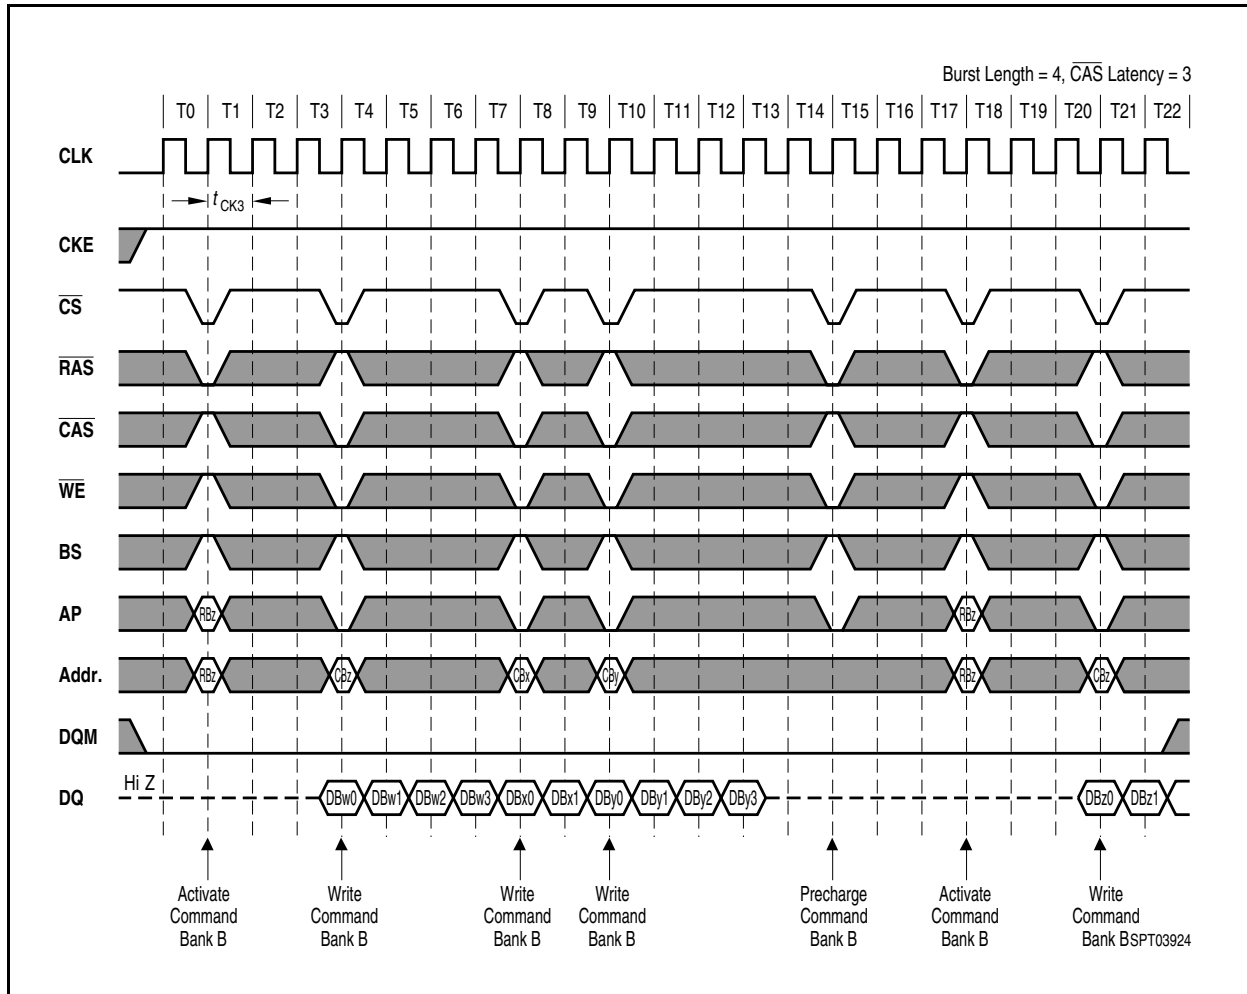 Burst Length = 4, CAS Latency = 3
T0 T1 T2 T3 T4 T5 T6 T7 T8 T9 T10 T11 T12 T13 T14 T15 T16 T17 T18 T19 T20 T21 T22
CLK
t CK3
CKE
CS
RAS
CAS
WE
BS
AP RBz RBz
Addr. RBz CBz CBx CBy RBz CBz
DQM
Hi Z
DQ DBw0 DBw1 DBw2 DBw3 DBx0 DBx1 DBy0 DBy1 DBy2 DBy3 DBz0 DBz1
Activate Command Bank B
Write Command Bank B
Write Command Bank B
Write Command Bank B
Precharge Command Bank B
Activate Command Bank B
Write Command Bank B
SPT03924